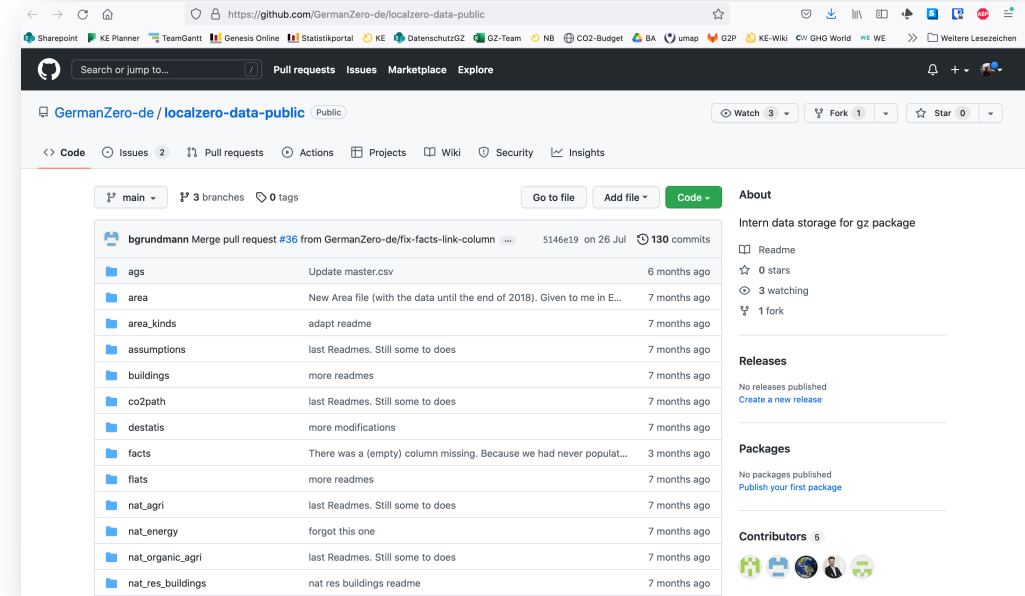 https://github.com/GermanZero-de/localzero-data-public
Sharepoint KE Planner TeamGantt Genesis Online Statistikportal KE DatenschutzGZ GZ-Team NB CO2-Budget BA umap G2P KE-Wiki CW GHG World WE WE Weitere Lesezeichen
Search or jump to... / Pull requests Issues Marketplace Explore
GermanZero-de / localzero-data-public Public Watch 3 Fork 1 Star 0
Code Issues 2 Pull requests Actions Projects Wiki Security Insights
main 3 branches 0 tags Go to file Add file Code
bgrundmann Merge pull request #36 from GermanZero-de/fix-facts-link-column ... 5146e19 on 26 Jul 130 commits
ags Update master.csv 6 months ago
area New Area file (with the data until the end of 2018). Given to me in E... 7 months ago
area_kinds adapt readme 7 months ago
assumptions last Readmes. Still some to does 7 months ago
buildings more readmes 7 months ago
co2path last Readmes. Still some to does 7 months ago
destatis more modifications 7 months ago
facts There was a (empty) column missing. Because we had never populat... 3 months ago
flats more readmes 7 months ago
nat_agri last Readmes. Still some to does 7 months ago
nat_energy forgot this one 7 months ago
nat_organic_agri last Readmes. Still some to does 7 months ago
nat_res_buildings nat res buildings readme 7 months ago
About
Intern data storage for gz package
Readme
0 stars
3 watching
1 fork
Releases
No releases published
Create a new release
Packages
No packages published
Publish your first package
Contributors 5